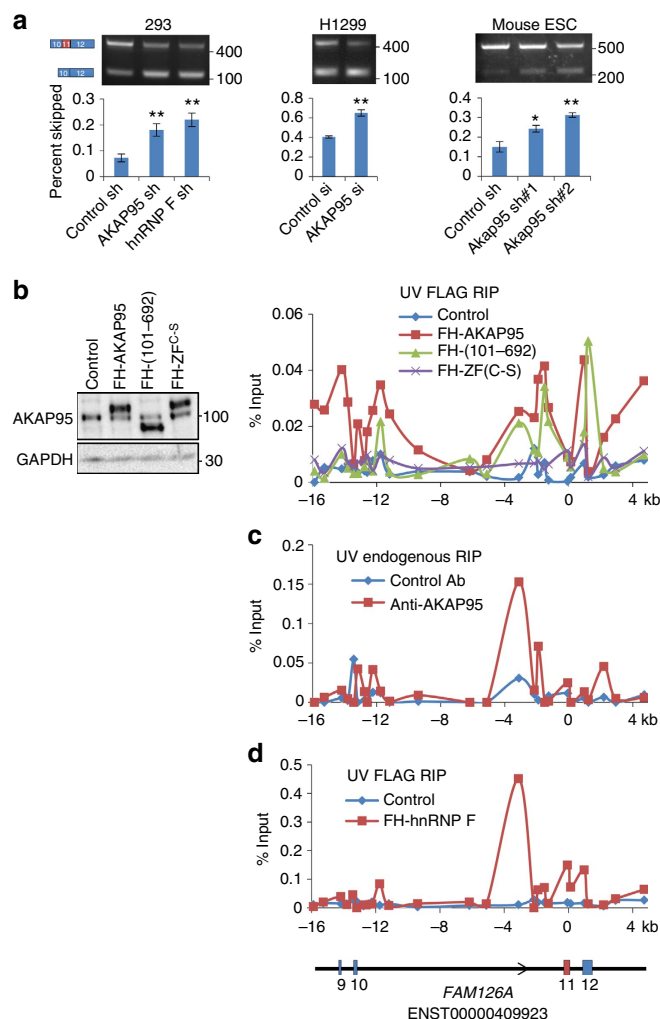 a
293
10 11 12
10 12
400
100
Percent skipped
0.3
0.2
0.1
0
**
**
Control sh
AKAP95 sh
hnRNP F sh
H1299
400
100
0.8
0.6
0.4
0.2
0
**
Control si
AKAP95 si
Mouse ESC
500
200
0.4
0.3
0.2
0.1
0
*
**
Control sh
Akap95 sh#1
Akap95 sh#2
b
Control
FH-AKAP95
FH-(101–692)
FH-ZF^C-S
AKAP95
100
GAPDH
30
UV FLAG RIP
Control
FH-AKAP95
FH-(101–692)
FH-ZF(C-S)
% Input
0.06
0.04
0.02
0
–16 –12 –8 –4 0 4 kb
c
UV endogenous RIP
Control Ab
Anti-AKAP95
% Input
0.2
0.15
0.1
0.05
0
–16 –12 –8 –4 0 4 kb
d
UV FLAG RIP
Control
FH-hnRNP F
% Input
0.5
0.4
0.3
0.2
0.1
0
–16 –12 –8 –4 0 4 kb
9 10 11 12
FAM126A
ENST00000409923